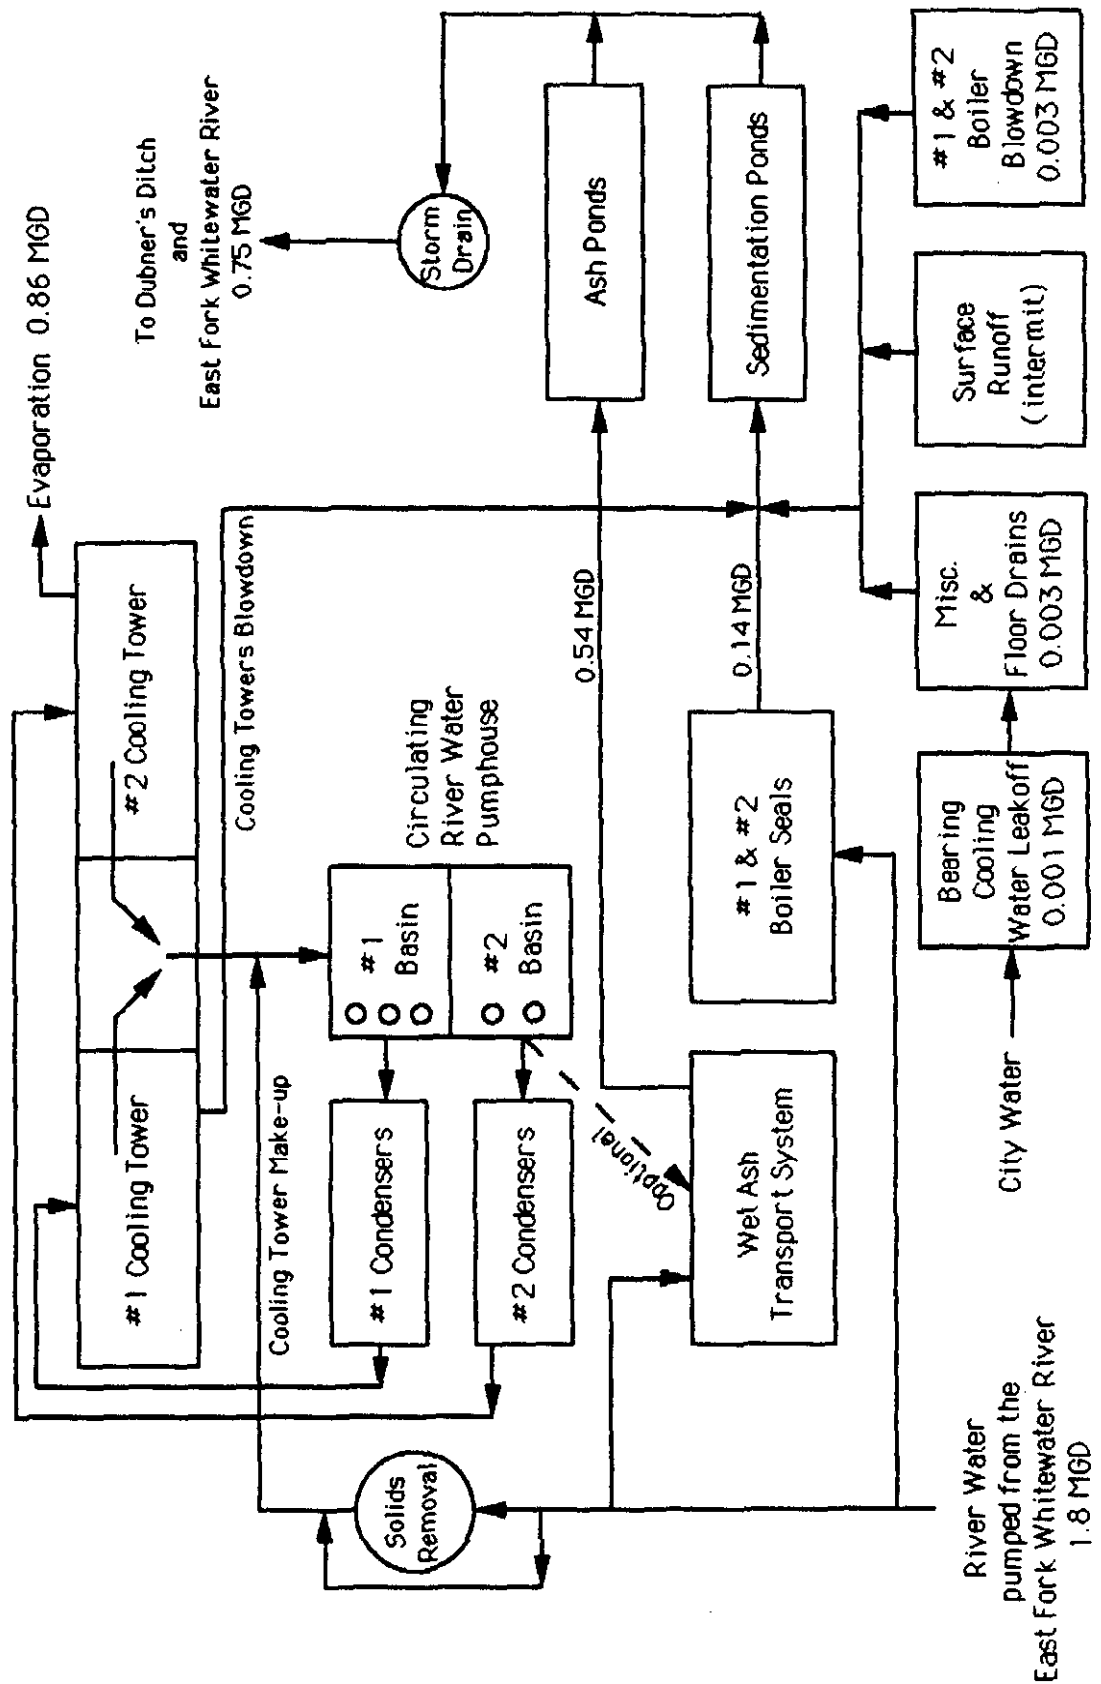 Evaporation 0.86 MGD
To Dubner's Ditch
and
East Fork Whitewater River
0.75 MGD
#1 Cooling Tower
#2 Cooling Tower
Cooling Towers Blowdown
Storm
Drain
Cooling Tower Make-up
Solids
Removal
#1
Basin
#2
Basin
Circulating
River Water
Pumphouse
#1 Condensers
#2 Condensers
Ooptional
0.54 MGD
Ash Ponds
Wet Ash
Transport System
#1 & #2
Boiler Seals
0.14 MGD
Sedimentation Ponds
River Water
pumped from the
East Fork Whitewater River
1.8 MGD
City Water
Bearing
Cooling
Water Leakoff
0.001 MGD
Misc.
&
Floor Drains
0.003 MGD
Surface
Runoff
(intermit)
#1 & #2
Boiler
Blowdown
0.003 MGD